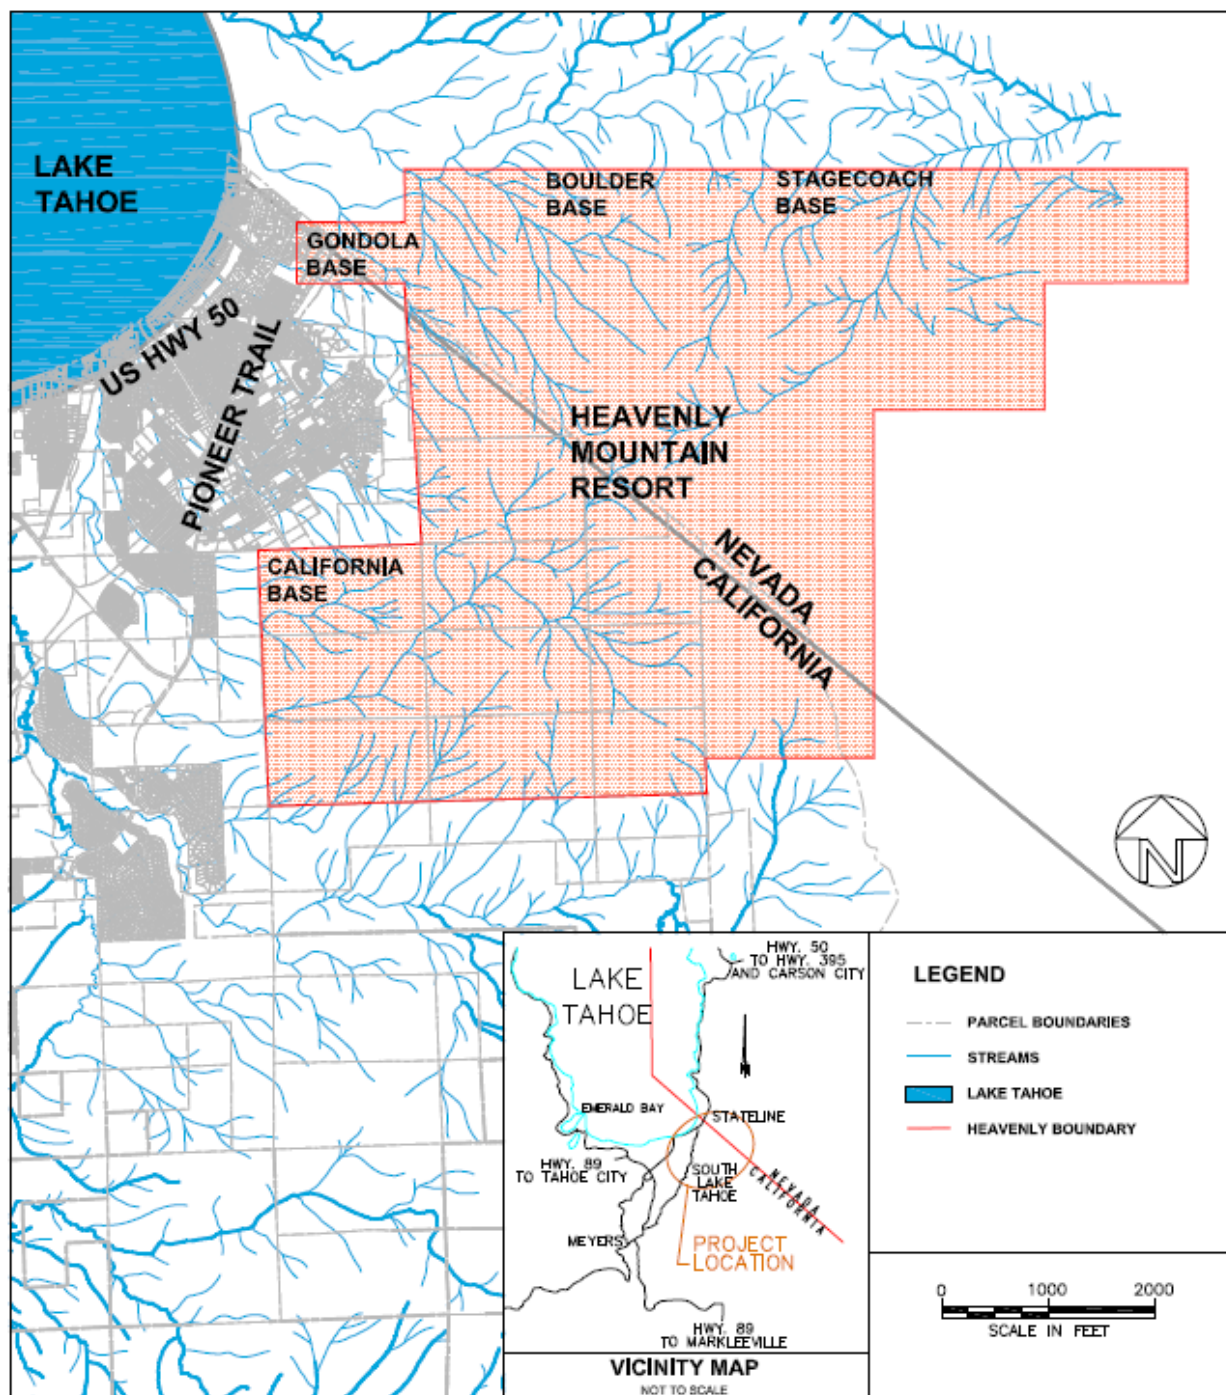 LAKE
TAHOE
BOULDER
BASE
STAGECOACH
BASE
GONDOLA
BASE
US HWY 50
PIONEER TRAIL
HEAVENLY
MOUNTAIN
RESORT
NEVADA
CALIFORNIA
CALIFORNIA
BASE
N
LAKE
TAHOE
HWY. 50
TO HWY. 395
AND CARSON CITY
EMERALD BAY
STATELINE
HWY. 89
TO TAHOE CITY
SOUTH
LAKE
TAHOE
NEVADA
CALIFORNIA
MEYERS
PROJECT
LOCATION
HWY. 89
TO MARKLEEVILLE
VICINITY MAP
NOT TO SCALE
LEGEND
PARCEL BOUNDARIES
STREAMS
LAKE TAHOE
HEAVENLY BOUNDARY
0 1000 2000
SCALE IN FEET